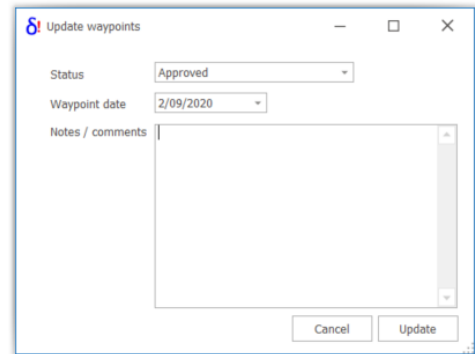 δ! Update waypoints
Status Approved
Waypoint date 2/09/2020
Notes / comments
Cancel Update